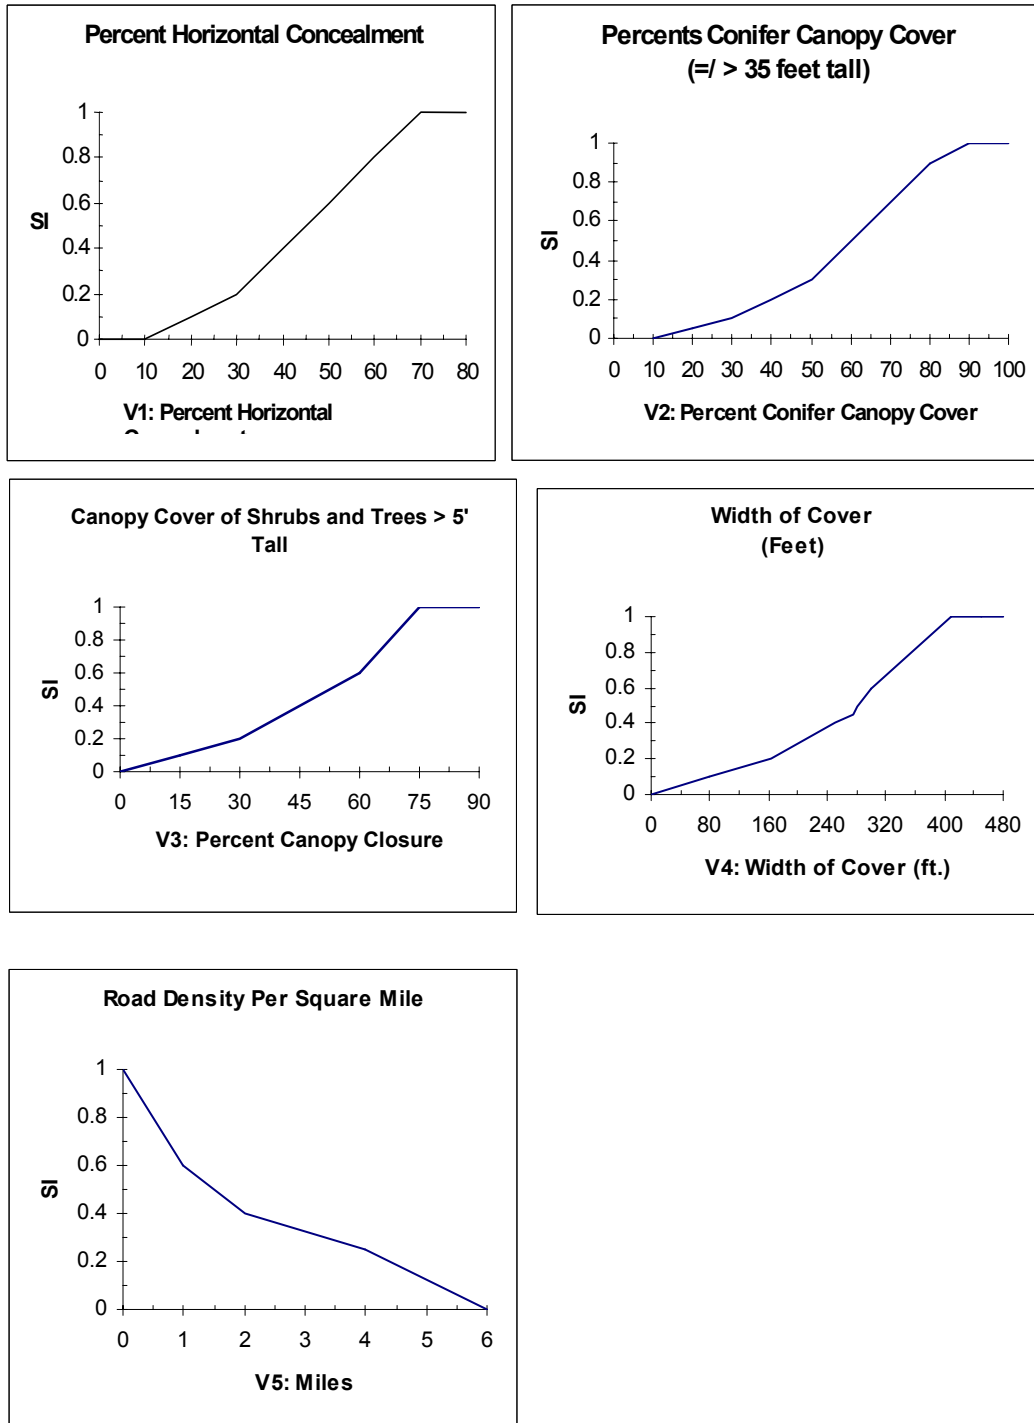 Percent Horizontal Concealment
1
0.8
0.6
0.4
0.2
0
SI
0 10 20 30 40 50 60 70 80
V1: Percent Horizontal
Percents Conifer Canopy Cover
(=/ > 35 feet tall)
1
0.8
0.6
0.4
0.2
0
SI
0 10 20 30 40 50 60 70 80 90 100
V2: Percent Conifer Canopy Cover
Canopy Cover of Shrubs and Trees > 5'
Tall
1
0.8
0.6
0.4
0.2
0
SI
0 15 30 45 60 75 90
V3: Percent Canopy Closure
Width of Cover
(Feet)
1
0.8
0.6
0.4
0.2
0
SI
0 80 160 240 320 400 480
V4: Width of Cover (ft.)
Road Density Per Square Mile
1
0.8
0.6
0.4
0.2
0
SI
0 1 2 3 4 5 6
V5: Miles